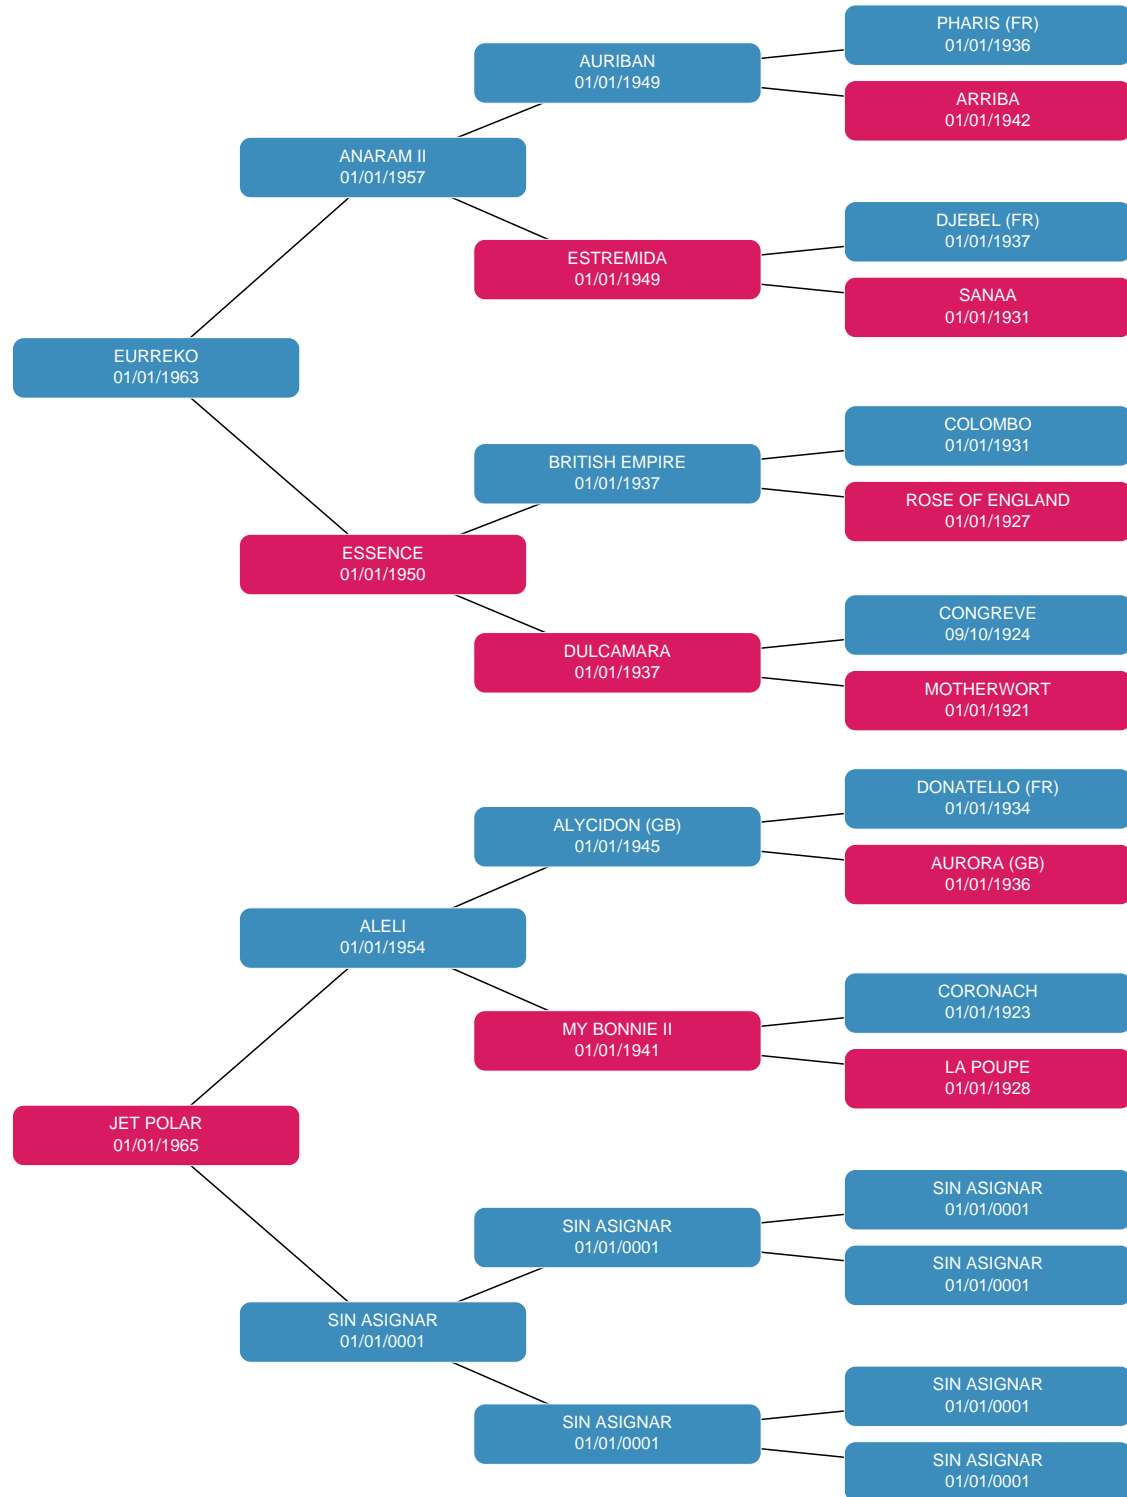 PHARIS (FR)
01/01/1936
AURIBAN
01/01/1949
ARRIBA
01/01/1942
ANARAM II
01/01/1957
DJEBEL (FR)
01/01/1937
ESTREMIDA
01/01/1949
SANAA
01/01/1931
EURREKO
01/01/1963
COLOMBO
01/01/1931
BRITISH EMPIRE
01/01/1937
ROSE OF ENGLAND
01/01/1927
ESSENCE
01/01/1950
CONGREVE
09/10/1924
DULCAMARA
01/01/1937
MOTHERWORT
01/01/1921
DONATELLO (FR)
01/01/1934
ALYCIDON (GB)
01/01/1945
AURORA (GB)
01/01/1936
ALELI
01/01/1954
CORONACH
01/01/1923
MY BONNIE II
01/01/1941
LA POUPE
01/01/1928
JET POLAR
01/01/1965
SIN ASIGNAR
01/01/0001
SIN ASIGNAR
01/01/0001
SIN ASIGNAR
01/01/0001
SIN ASIGNAR
01/01/0001
SIN ASIGNAR
01/01/0001
SIN ASIGNAR
01/01/0001
SIN ASIGNAR
01/01/0001